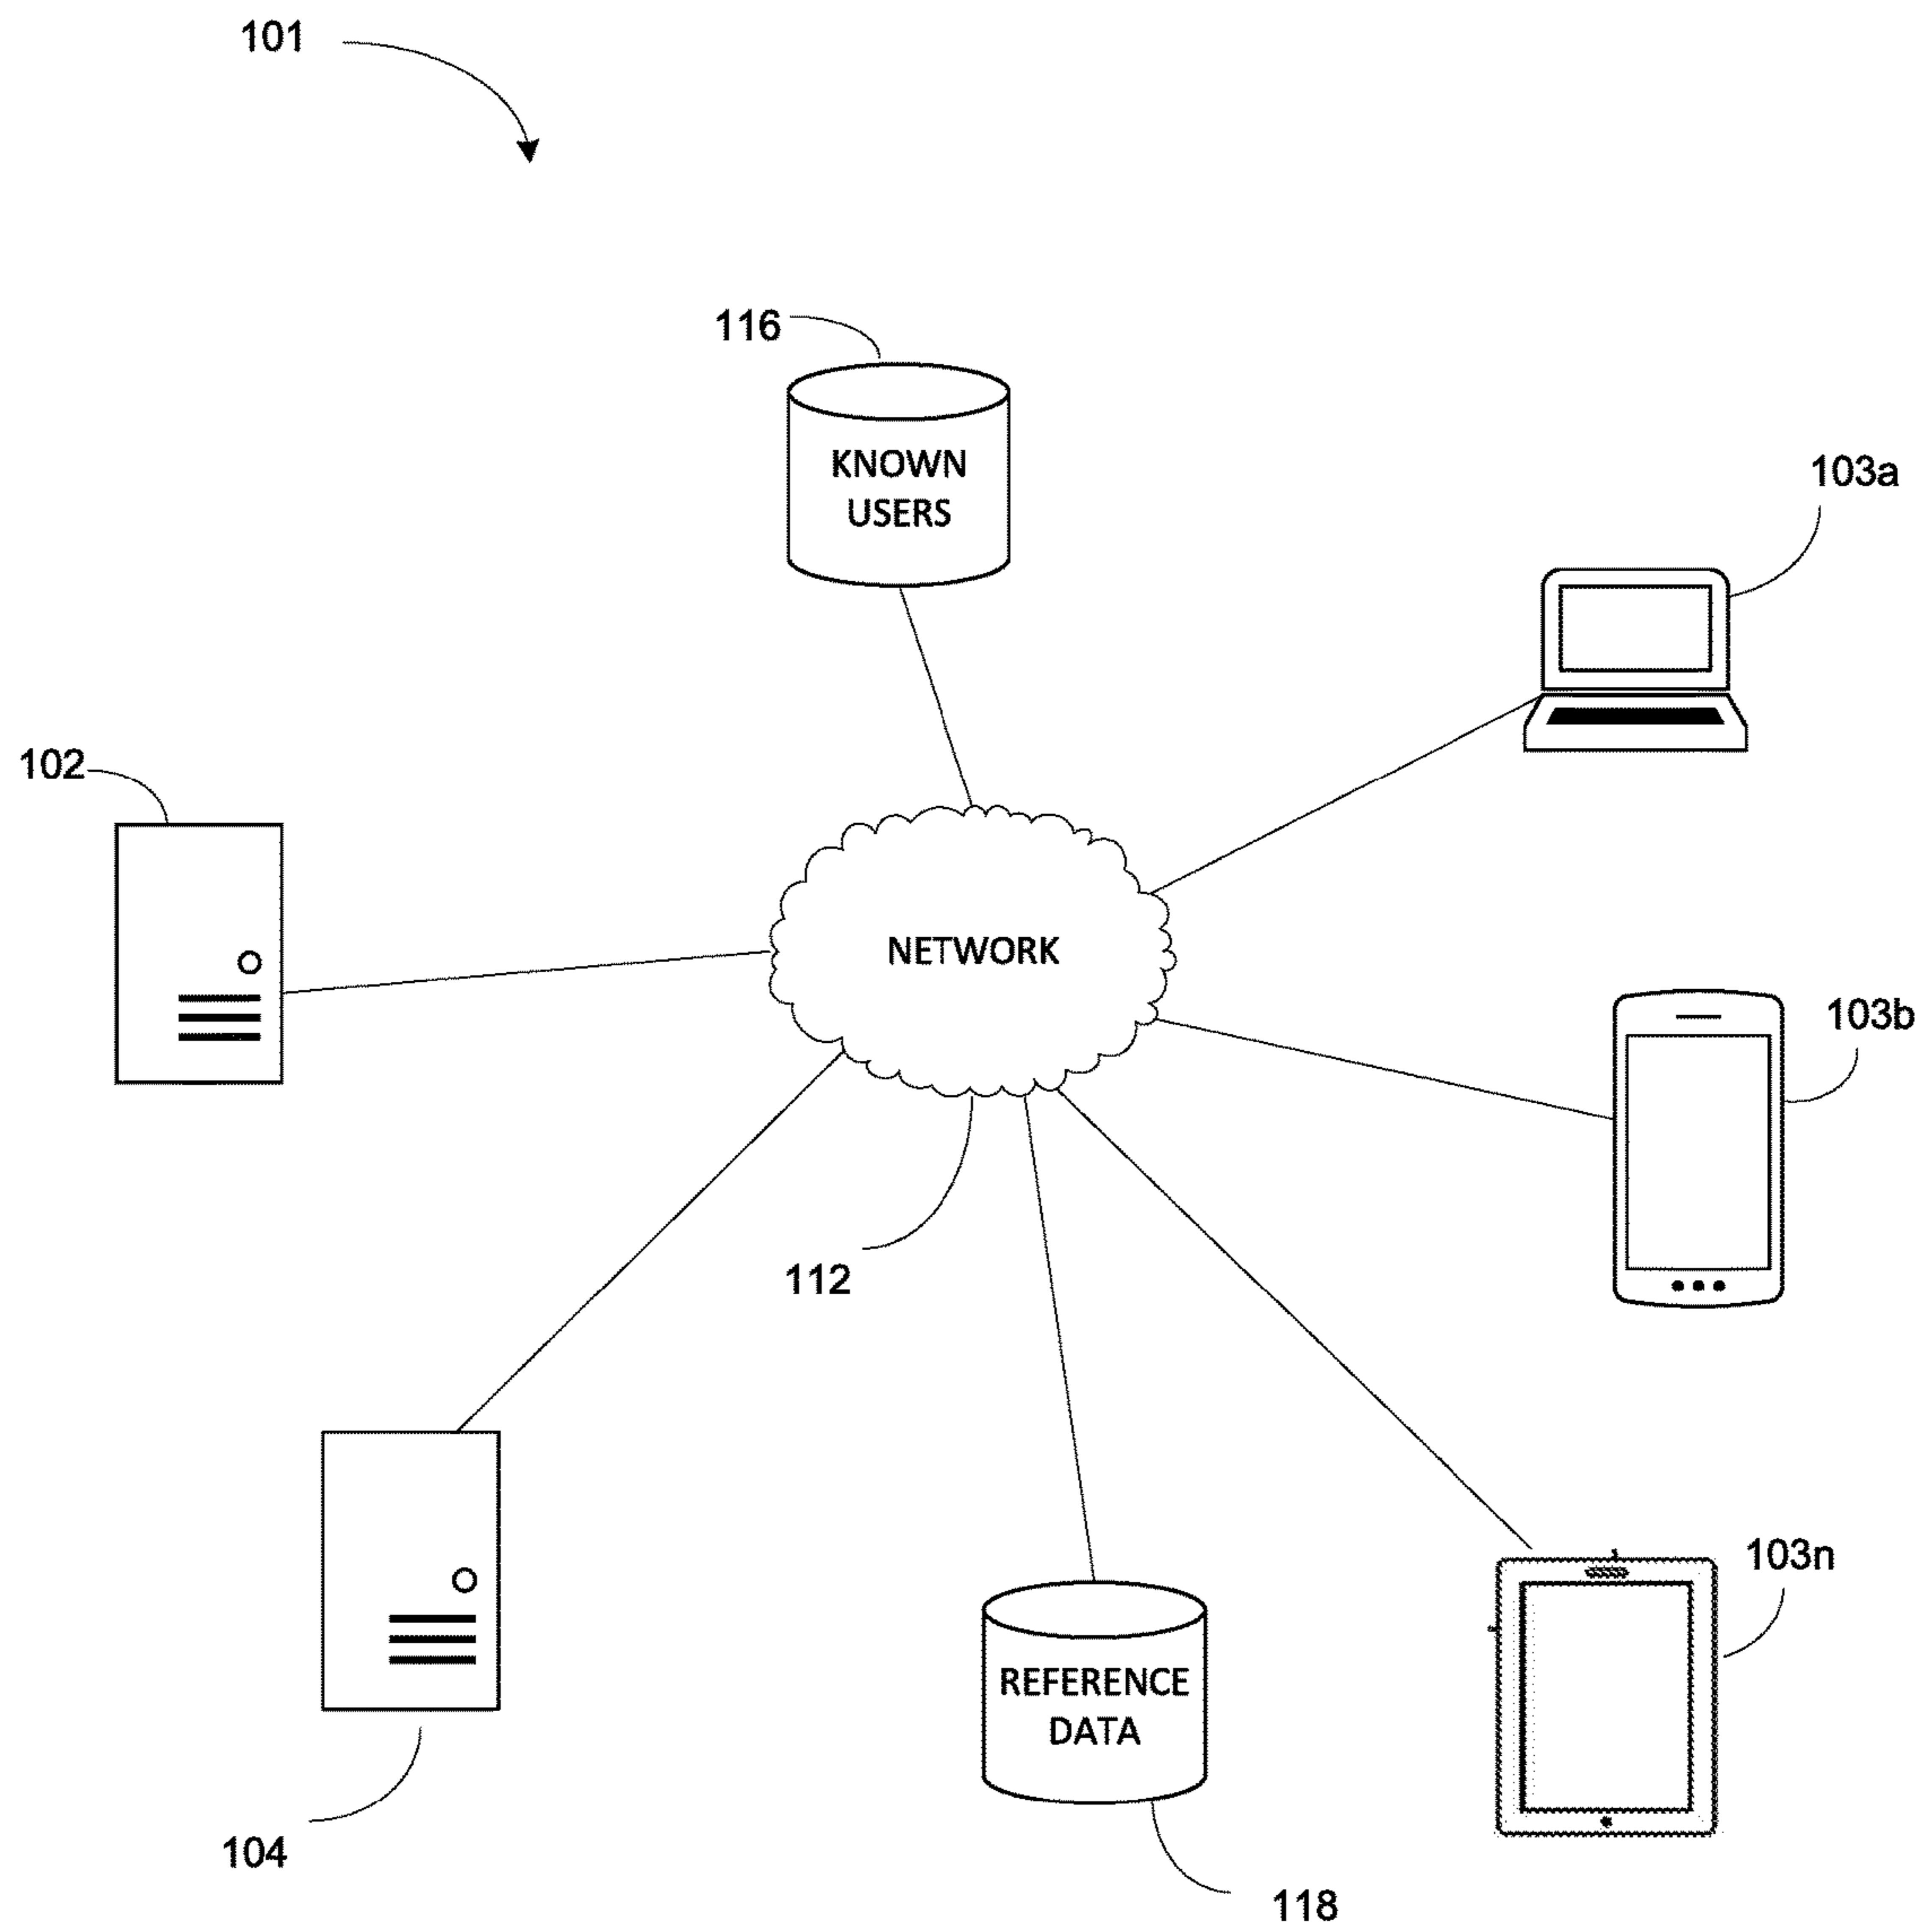 101
116
KNOWN
USERS
103a
102
NETWORK
103b
112
103n
REFERENCE
DATA
104
118